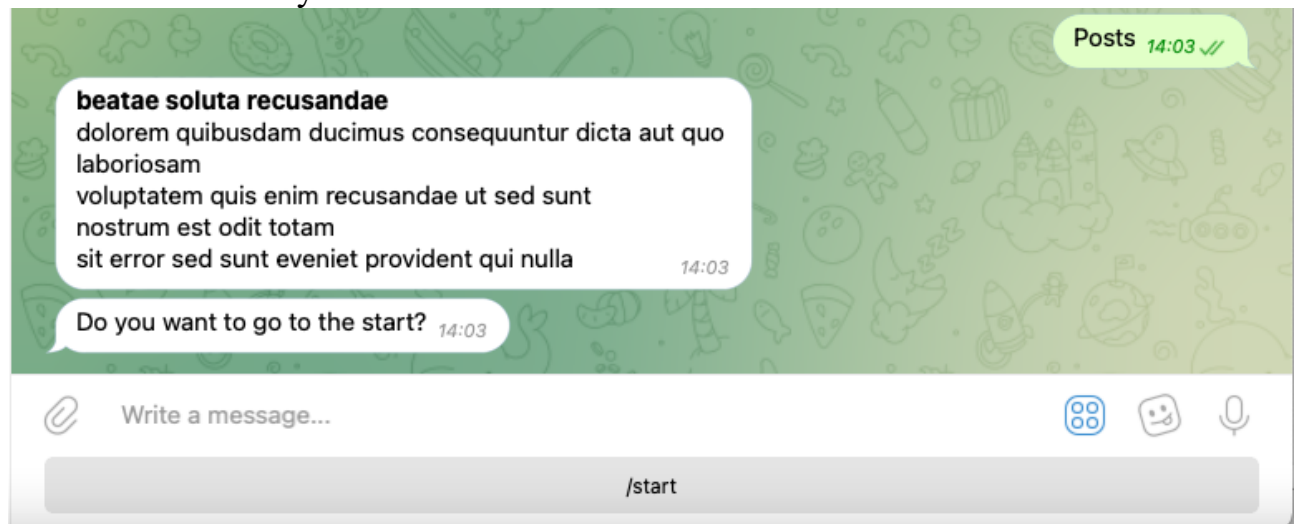 Posts 14:03
beatae soluta recusandae
dolorem quibusdam ducimus consequuntur dicta aut quo
laboriosam
voluptatem quis enim recusandae ut sed sunt
nostrum est odit totam
sit error sed sunt eveniet provident qui nulla 14:03
Do you want to go to the start? 14:03
Write a message...
/start